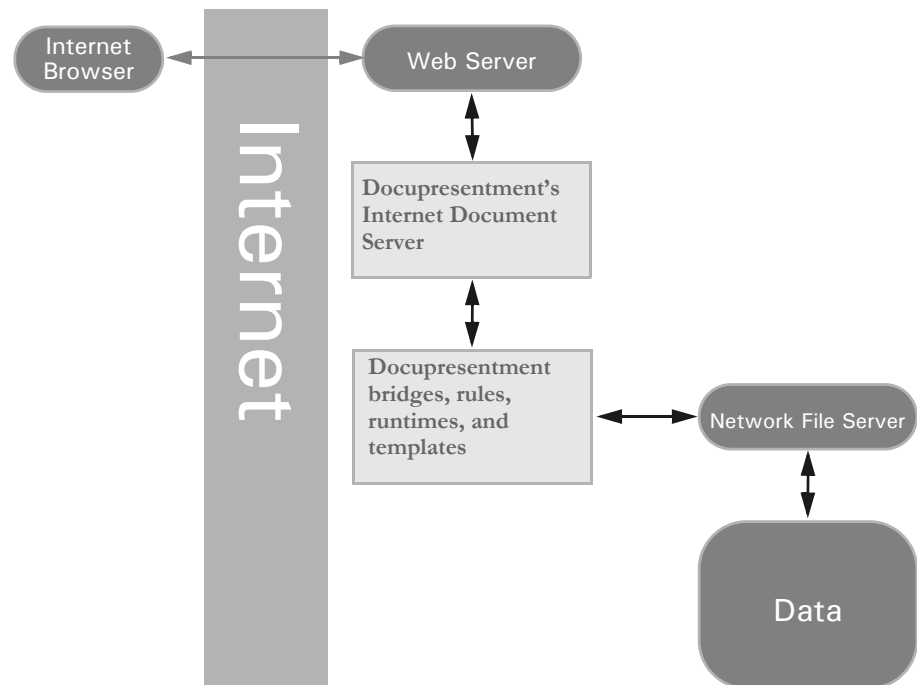 Internet
Browser
Web Server
Internet
Docupresentment’s
Internet Document
Server
Docupresentment
bridges, rules,
runtimes, and
templates
Network File Server
Data